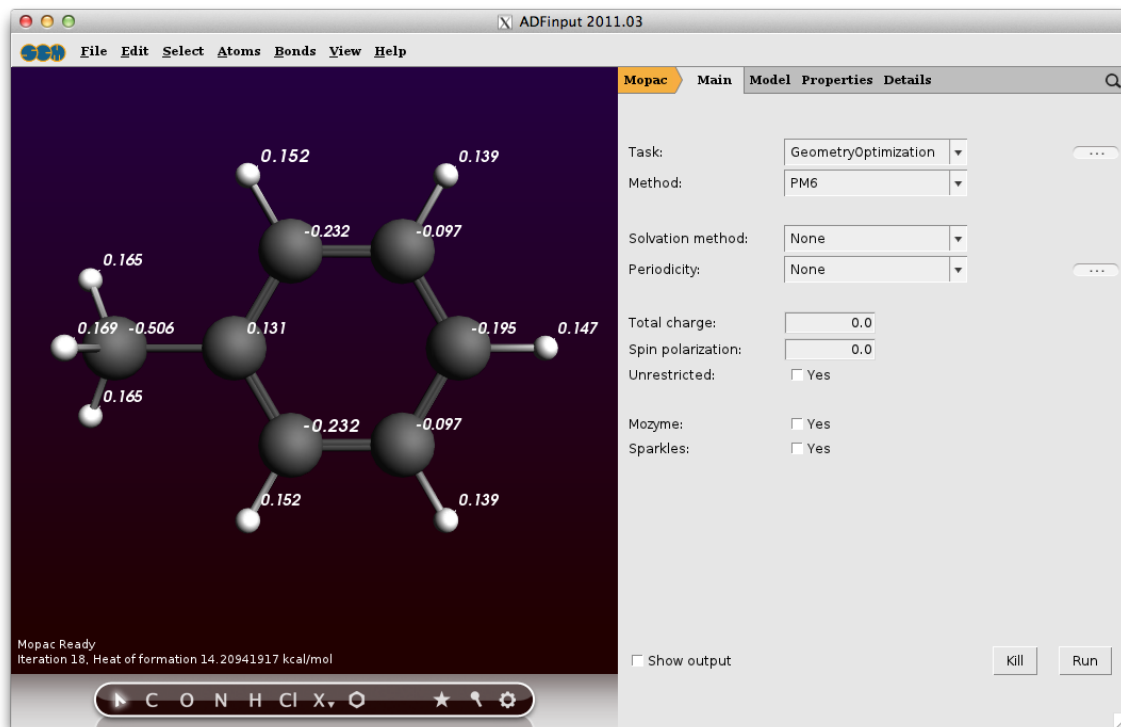 X ADFinput 2011.03
SCM File Edit Select Atoms Bonds View Help
Mopac Main Model Properties Details
0.152 0.139
-0.232 -0.097
0.165
0.169 -0.506 0.131 -0.195 0.147
0.165
-0.232 -0.097
0.152 0.139
Mopac Ready
Iteration 18, Heat of formation 14.20941917 kcal/mol
C O N H Cl X
Task: GeometryOptimization ...
Method: PM6
Solvation method: None
Periodicity: None ...
Total charge: 0.0
Spin polarization: 0.0
Unrestricted: Yes
Mozyme: Yes
Sparkles: Yes
Show output Kill Run